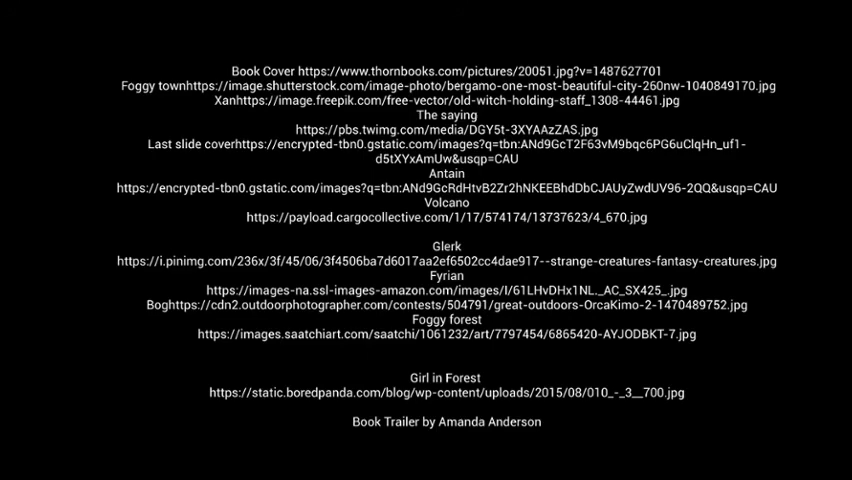 Book Cover https://www.thornbooks.com/pictures/20051.jpg?v=1487627701
Foggy townhttps://image.shutterstock.com/image-photo/bergamo-one-most-beautiful-city-260nw-1040849170.jpg
Xanhttps://image.freepik.com/free-vector/old-witch-holding-staff_1308-44461.jpg
The saying
https://pbs.twimg.com/media/DGY5t-3XYAAzZAS.jpg
Last slide coverhttps://encrypted-tbn0.gstatic.com/images?q=tbn:ANd9GcT2F63vM9bqc6PG6uClqHn_uf1-
d5tXYxAmUw&usqp=CAU
Antain
https://encrypted-tbn0.gstatic.com/images?q=tbn:ANd9GcRdHtvB2Zr2hNKEEBhdDbCJAUyZwdUV96-2QQ&usqp=CAU
Volcano
https://payload.cargocollective.com/1/17/574174/13737623/4_670.jpg
Glerk
https://i.pinimg.com/236x/3f/45/06/3f4506ba7d6017aa2ef6502cc4dae917--strange-creatures-fantasy-creatures.jpg
Fyrian
https://images-na.ssl-images-amazon.com/images/I/61LHvDHx1NL._AC_SX425_.jpg
Boghttps://cdn2.outdoorphotographer.com/contests/504791/great-outdoors-OrcaKimo-2-1470489752.jpg
Foggy forest
https://images.saatchiart.com/saatchi/1061232/art/7797454/6865420-AYJODBKT-7.jpg
Girl in Forest
https://static.boredpanda.com/blog/wp-content/uploads/2015/08/010_-_3__700.jpg
Book Trailer by Amanda Anderson